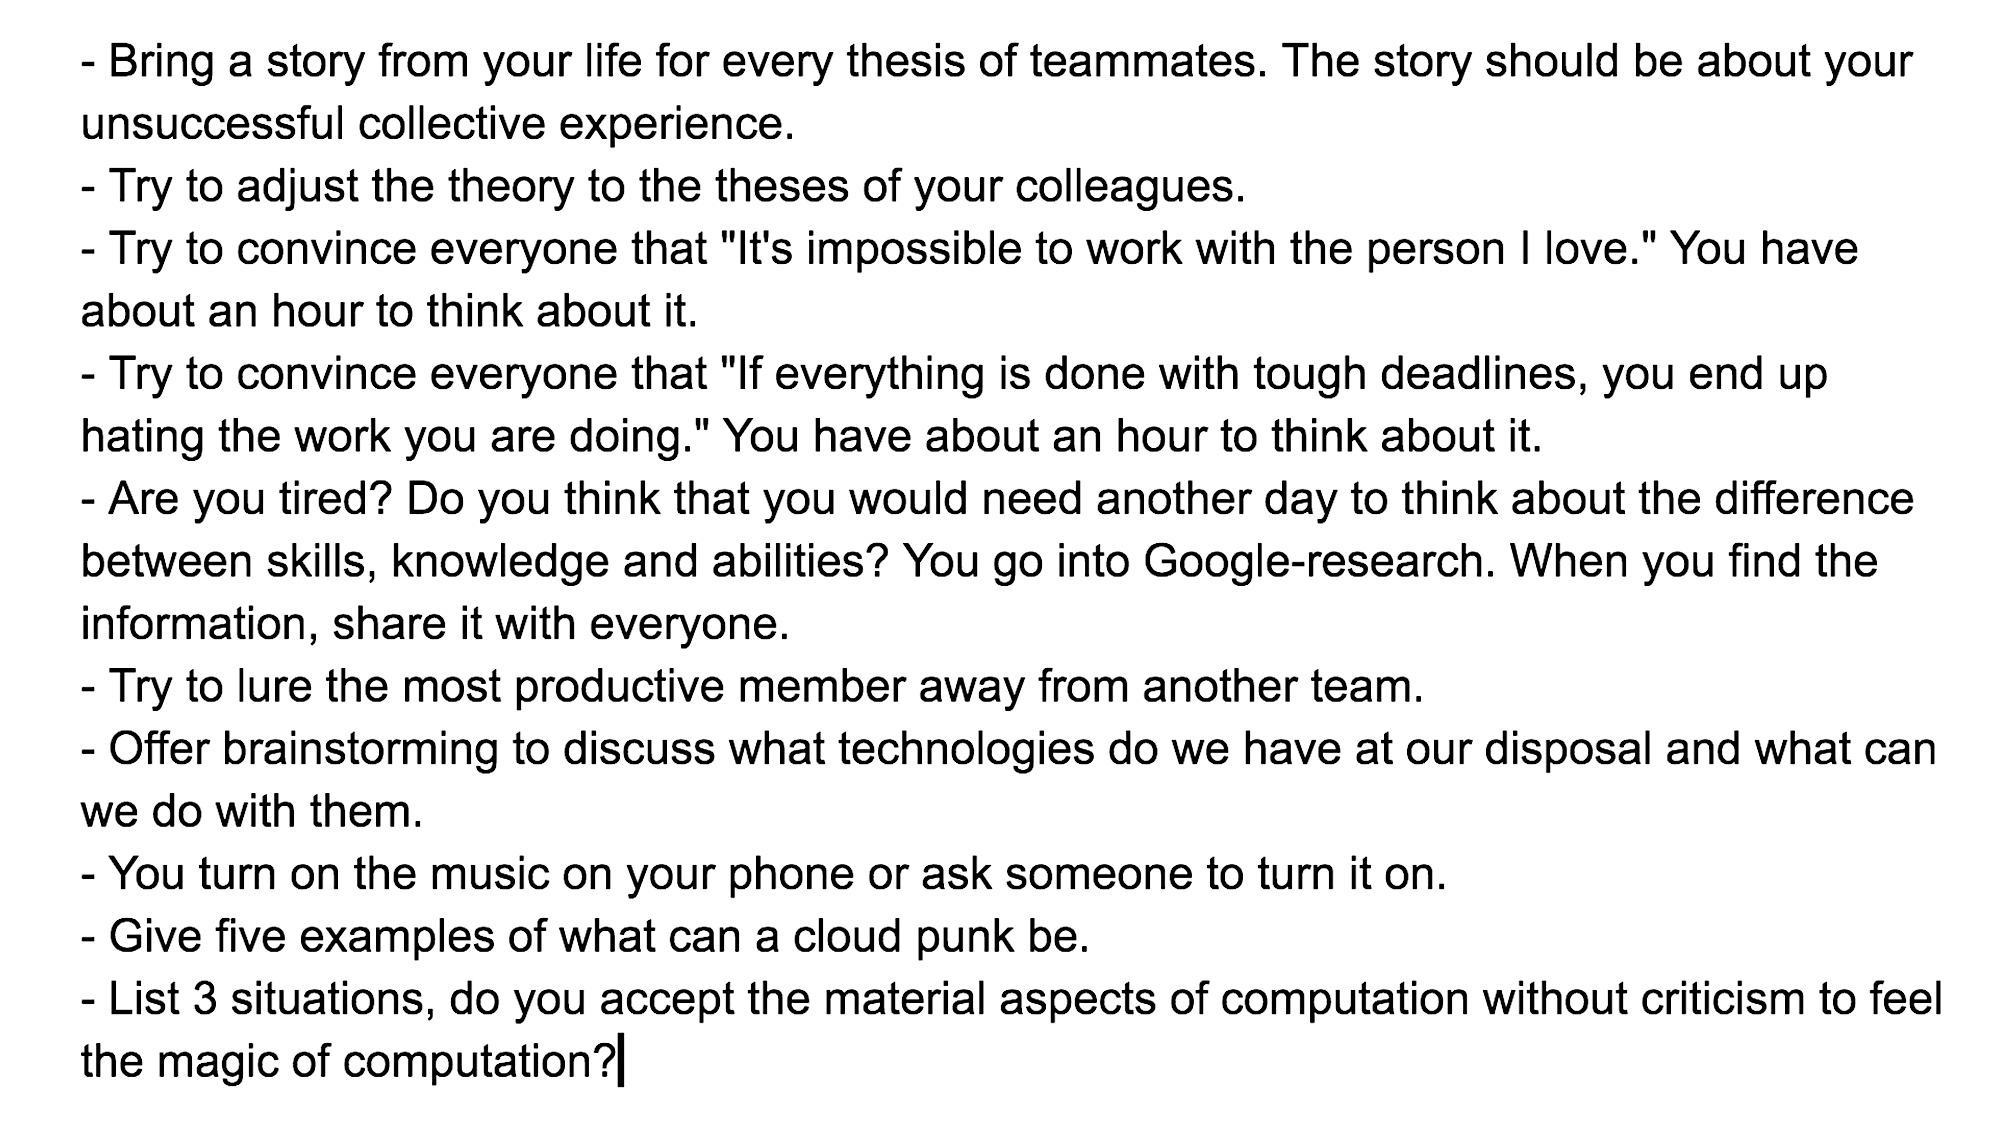 - Bring a story from your life for every thesis of teammates. The story should be about your
unsuccessful collective experience.
- Try to adjust the theory to the theses of your colleagues.
- Try to convince everyone that "It's impossible to work with the person I love." You have
about an hour to think about it.
- Try to convince everyone that "If everything is done with tough deadlines, you end up
hating the work you are doing." You have about an hour to think about it.
- Are you tired? Do you think that you would need another day to think about the difference
between skills, knowledge and abilities? You go into Google-research. When you find the
information, share it with everyone.
- Try to lure the most productive member away from another team.
- Offer brainstorming to discuss what technologies do we have at our disposal and what can
we do with them.
- You turn on the music on your phone or ask someone to turn it on.
- Give five examples of what can a cloud punk be.
- List 3 situations, do you accept the material aspects of computation without criticism to feel
the magic of computation?